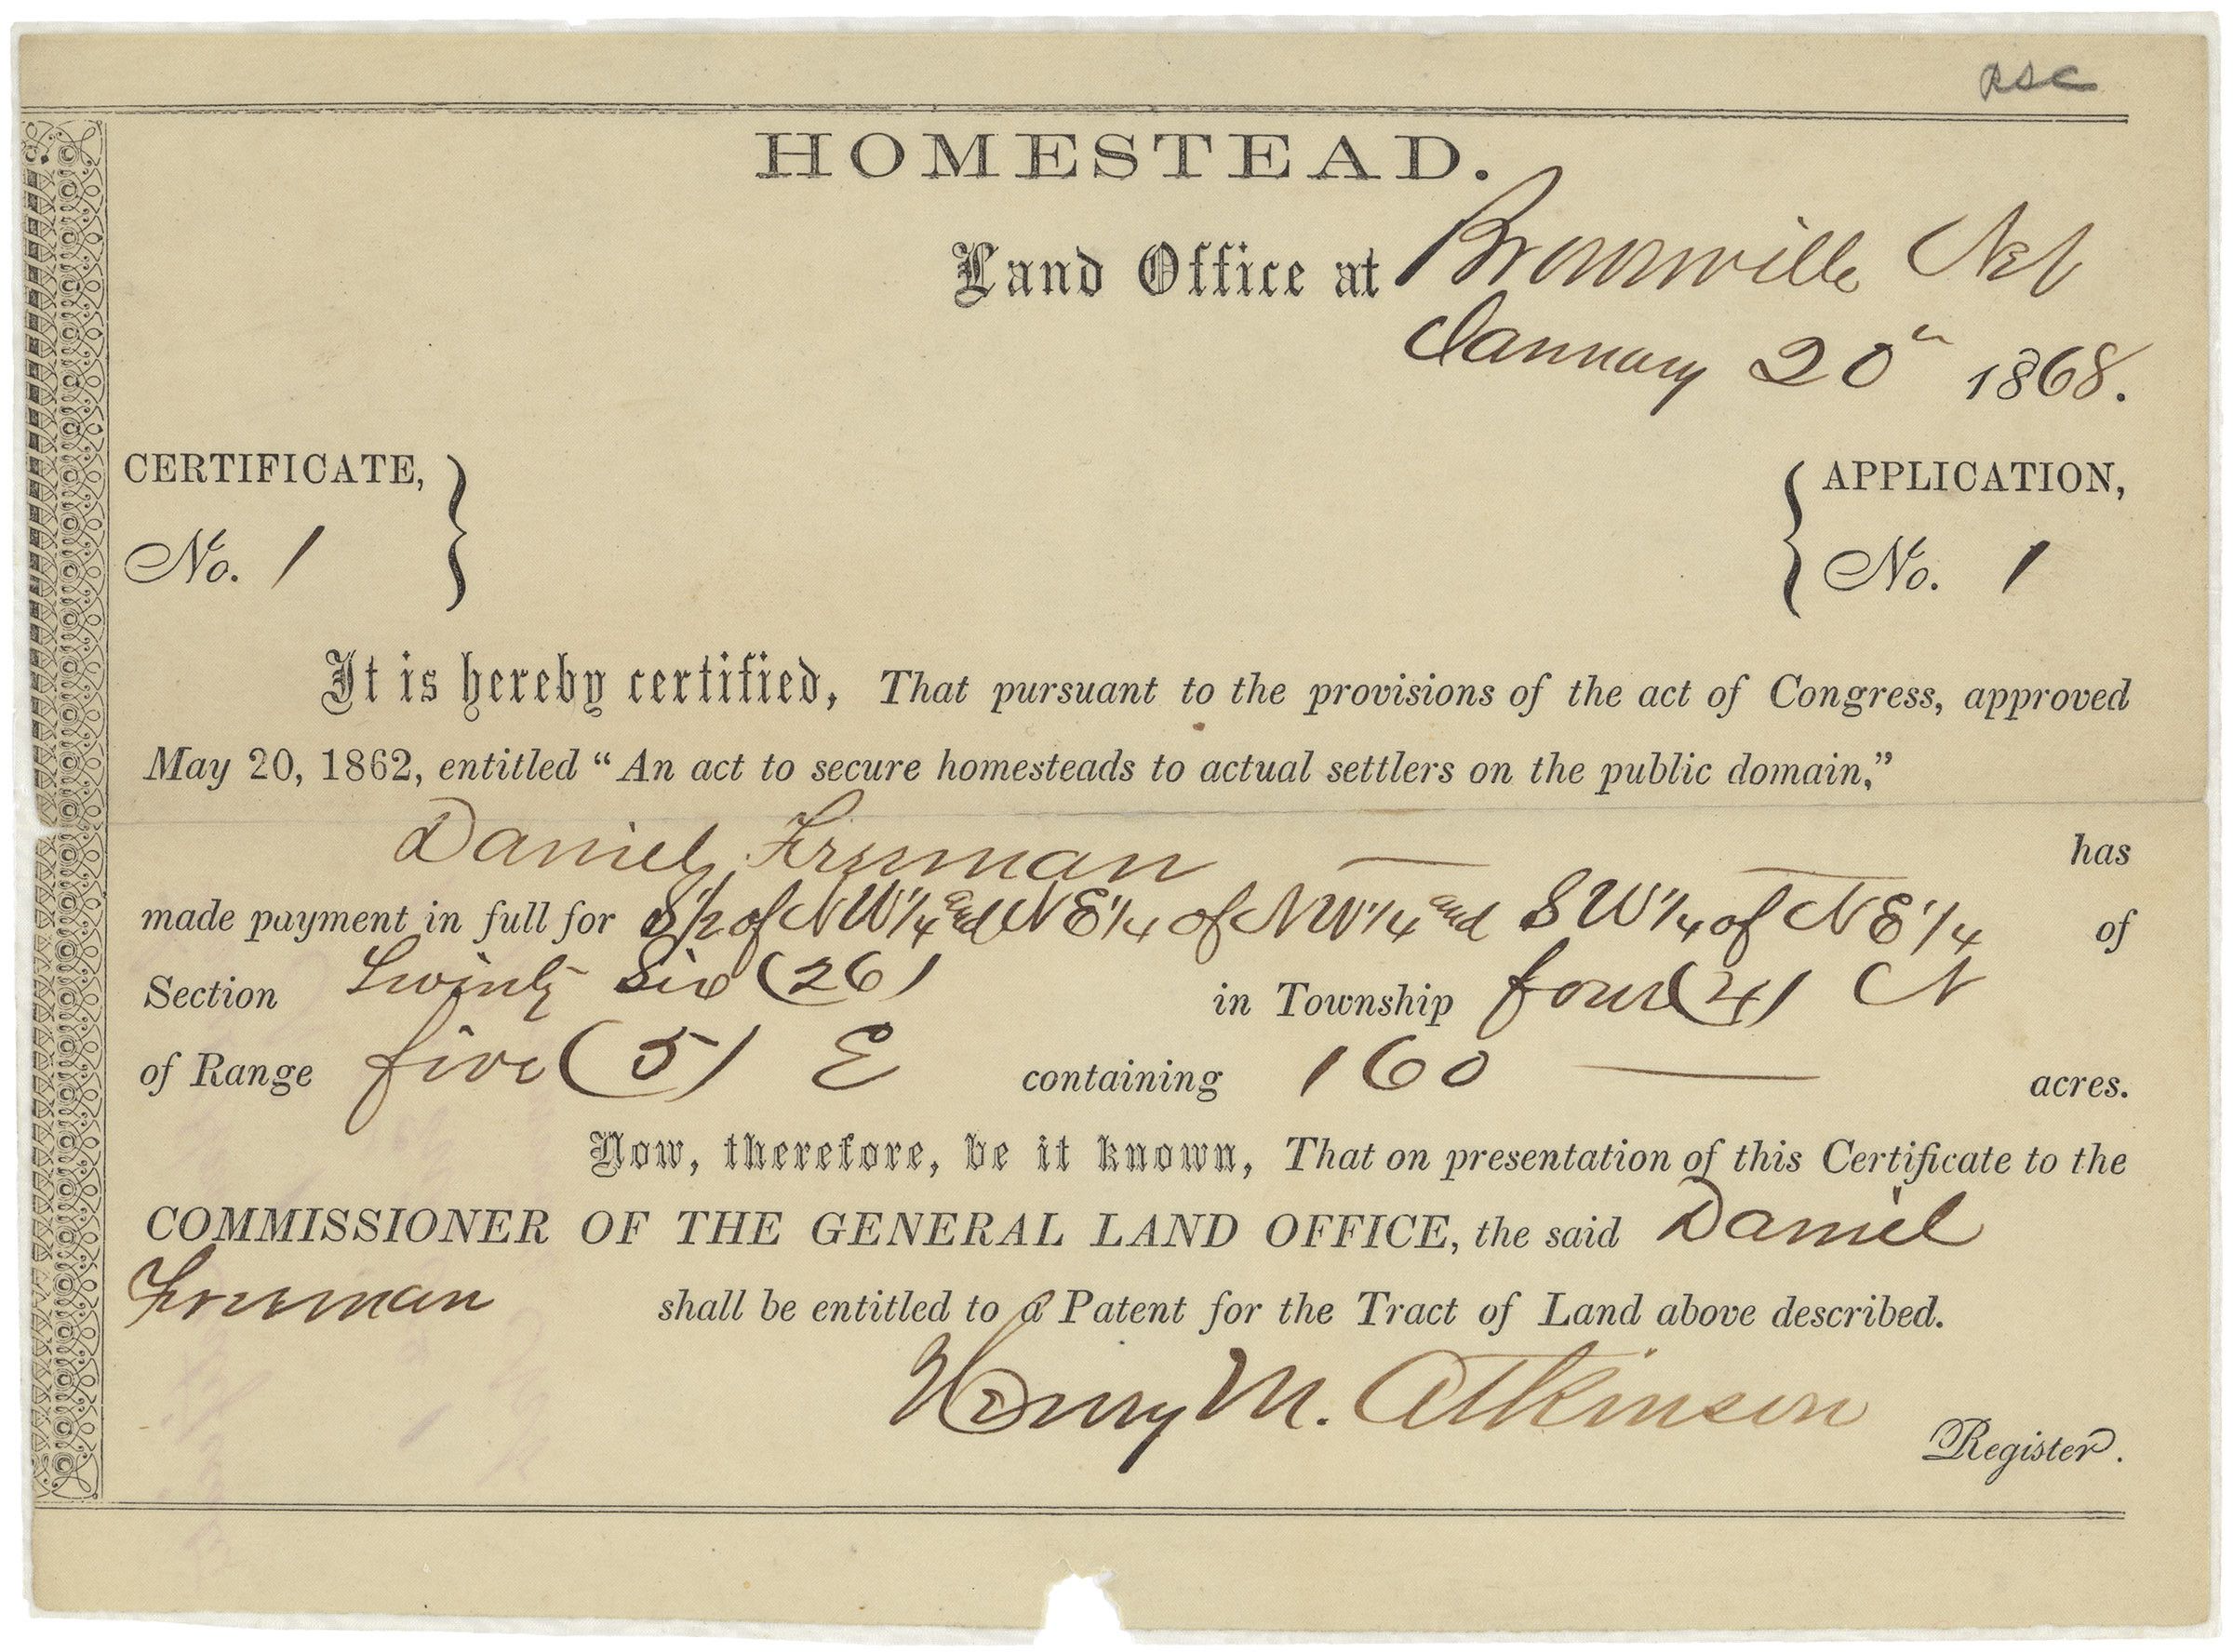 RSC
HOMESTEAD.
Land Office at Brownville Neb
January 20th 1868.
CERTIFICATE, } { APPLICATION,
No. 1 } { No. 1
It is hereby certified, That pursuant to the provisions of the act of Congress, approved
May 20, 1862, entitled “An act to secure homesteads to actual settlers on the public domain,”
Daniel Freeman — — has
made payment in full for S½ of NW¼ and NE¼ of NW¼ and SW¼ of NE¼ of
Section Twenty Six (26) in Township four (4) N
of Range five (5) E containing 160 — acres.
Now, therefore, be it known, That on presentation of this Certificate to the
COMMISSIONER OF THE GENERAL LAND OFFICE, the said Daniel
Freeman shall be entitled to a Patent for the Tract of Land above described.
Henry M. Atkinson
Register.